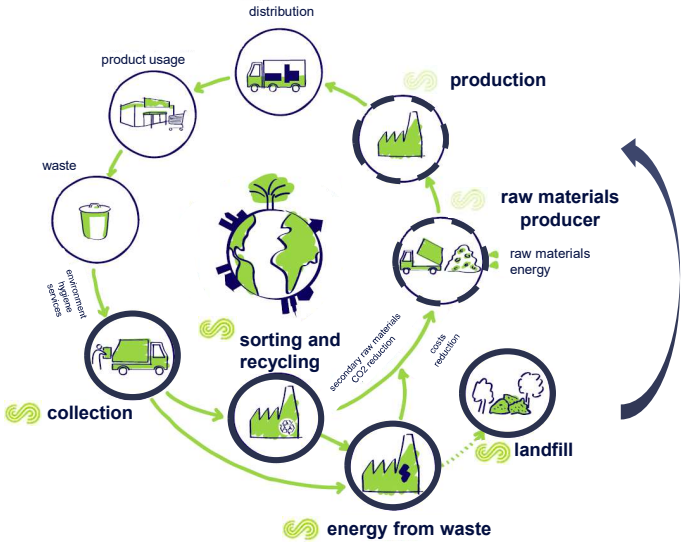 distribution
product usage
production
waste
raw materials
producer
raw materials
energy
environment
hygiene
services
sorting and
recycling
secondary raw materials
CO2 reduction
costs
reduction
collection
landfill
energy from waste